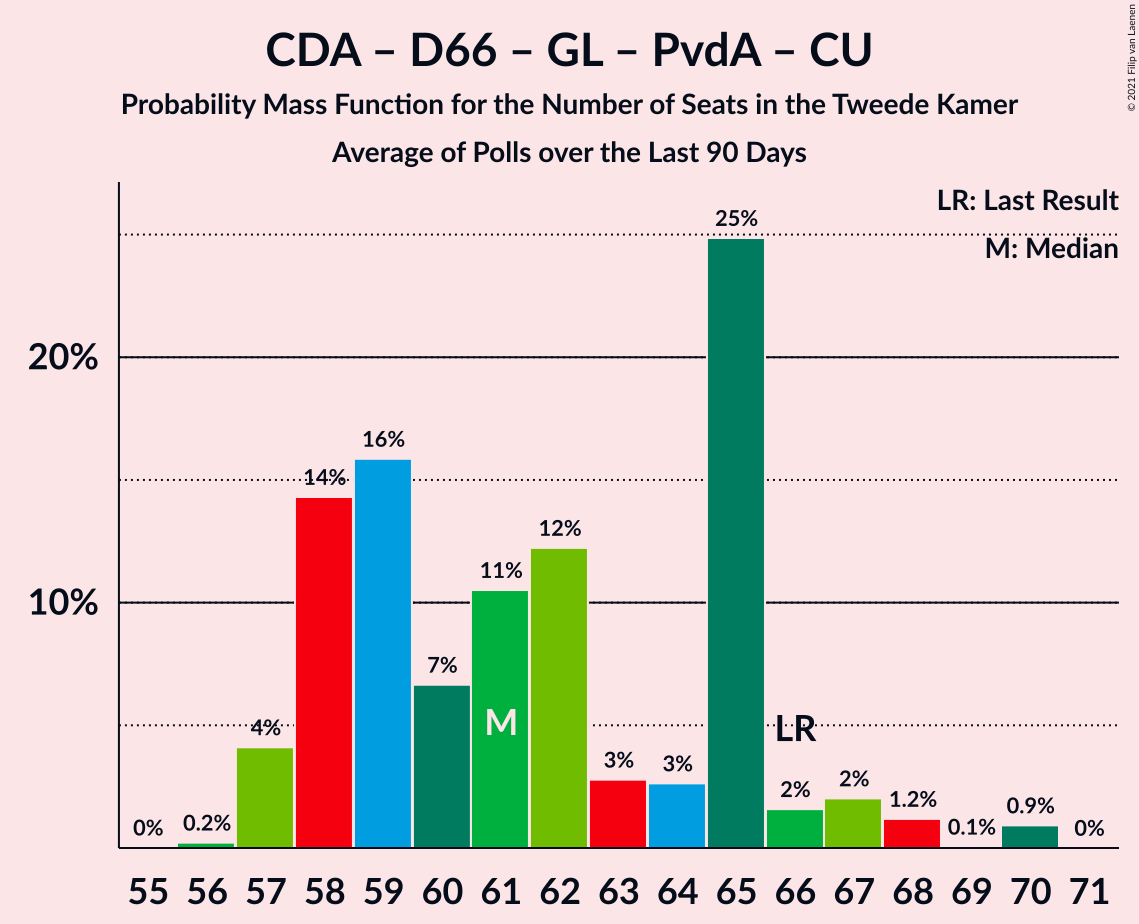 CDA – D66 – GL – PvdA – CU
Probability Mass Function for the Number of Seats in the Tweede Kamer
Average of Polls over the Last 90 Days
© 2021 Filip van Laenen
LR: Last Result
M: Median
20%
10%
0%
0.2%
4%
14%
16%
7%
11%
12%
3%
3%
25%
2%
2%
1.2%
0.1%
0.9%
0%
M
LR
55 56 57 58 59 60 61 62 63 64 65 66 67 68 69 70 71